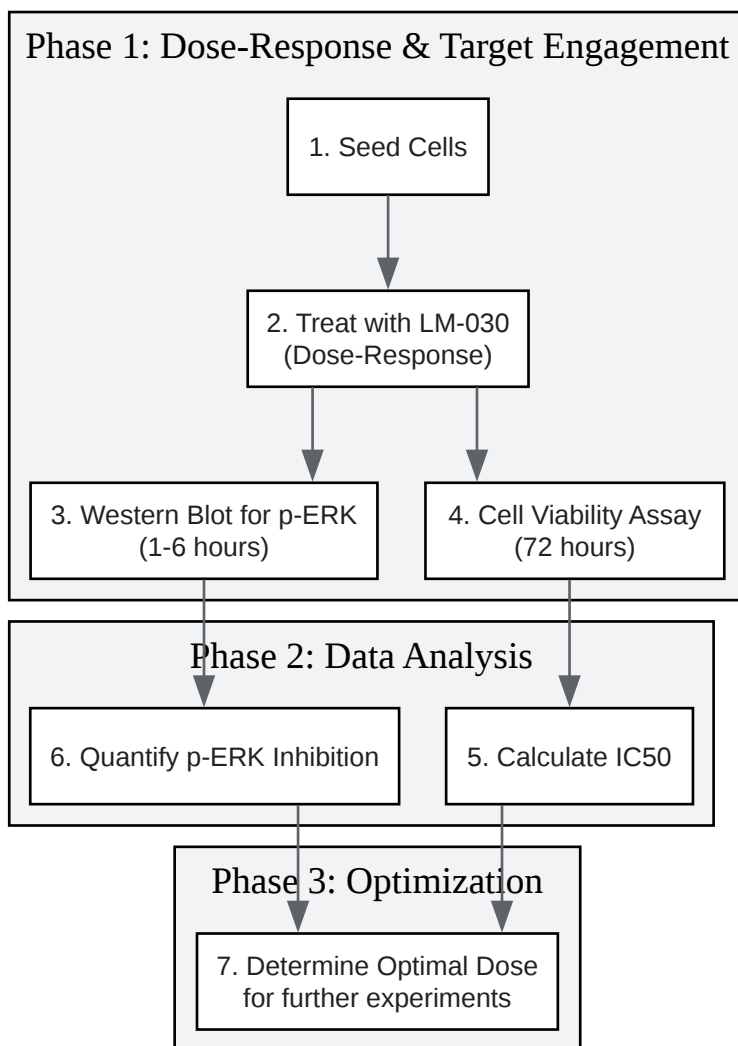 Phase 1: Dose-Response & Target Engagement
1. Seed Cells
2. Treat with LM-030
(Dose-Response)
3. Western Blot for p-ERK
(1-6 hours)
4. Cell Viability Assay
(72 hours)
Phase 2: Data Analysis
6. Quantify p-ERK Inhibition
5. Calculate IC50
Phase 3: Optimization
7. Determine Optimal Dose
for further experiments